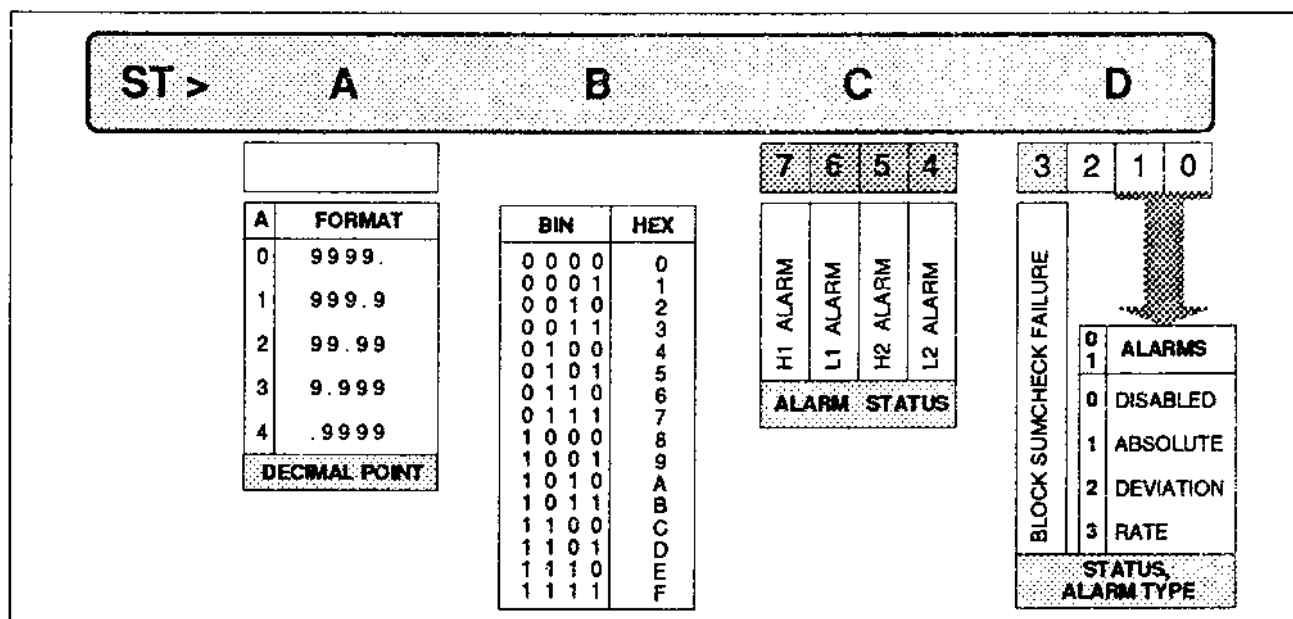 ST > A B C D
7 6 5 4
3 2 1 0
A FORMAT
0 9999.
1 999.9
2 99.99
3 9.999
4 .9999
DECIMAL POINT
BIN HEX
0 0 0 0 0
0 0 0 1 1
0 0 1 0 2
0 0 1 1 3
0 1 0 0 4
0 1 0 1 5
0 1 1 0 6
0 1 1 1 7
1 0 0 0 8
1 0 0 1 9
1 0 1 0 A
1 0 1 1 B
1 1 0 0 C
1 1 0 1 D
1 1 1 0 E
1 1 1 1 F
H1 ALARM
L1 ALARM
H2 ALARM
L2 ALARM
ALARM STATUS
BLOCK SUMCHECK FAILURE
0
1 ALARMS
0 DISABLED
1 ABSOLUTE
2 DEVIATION
3 RATE
STATUS,
ALARM TYPE